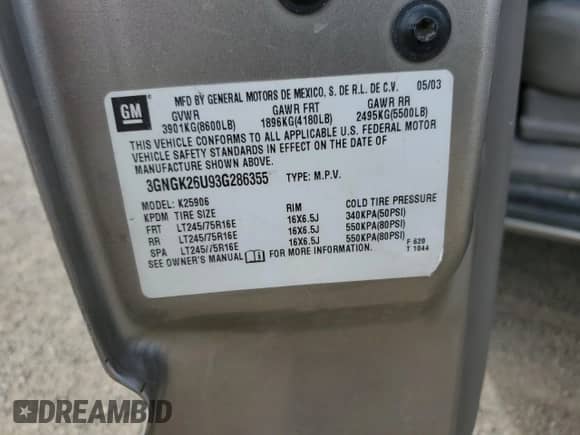 GM
MFD BY GENERAL MOTORS DE MEXICO, S. DE R.L. DE C.V. 05/03
GVWR GAWR FRT GAWR RR
3901KG(8600LB) 1896KG(4180LB) 2495KG(5500LB)
THIS VEHICLE CONFORMS TO ALL APPLICABLE U.S. FEDERAL MOTOR
VEHICLE SAFETY STANDARDS IN EFFECT ON THE DATE OF
MANUFACTURE SHOWN ABOVE.
3GNGK26U93G286355 TYPE: M.P.V.
MODEL: K25906
KPDM TIRE SIZE RIM COLD TIRE PRESSURE
FRT LT245/75R16E 16X6.5J 340KPA(50PSI)
RR LT245/75R16E 16X6.5J 550KPA(80PSI)
SPA LT245/75R16E 16X6.5J 550KPA(80PSI)
SEE OWNER'S MANUAL FOR MORE INFORMATION.
F 620
T 1044
DREAMBID